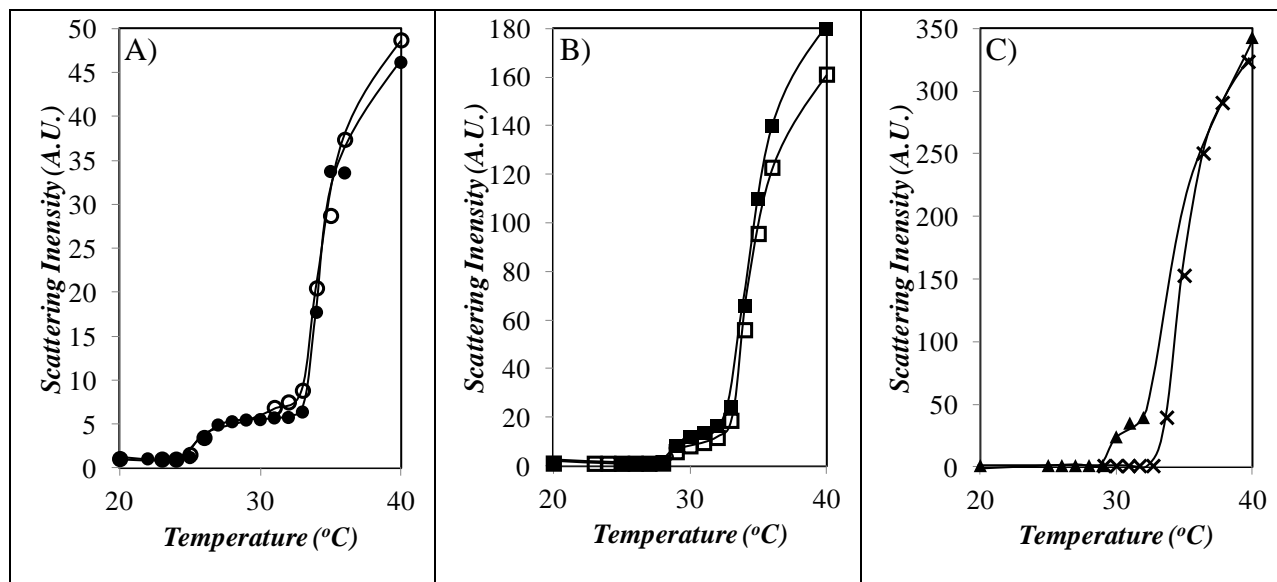 A)
50
45
40
35
30
25
20
15
10
5
0
Scattering Inensity (A.U.)
20 30 40
Temperature (°C)
B)
180
160
140
120
100
80
60
40
20
0
Scattering Inensity (A.U.)
20 30 40
Temperature (°C)
C)
350
300
250
200
150
100
50
0
Scattering Inensity (A.U.)
20 30 40
Temperature (°C)